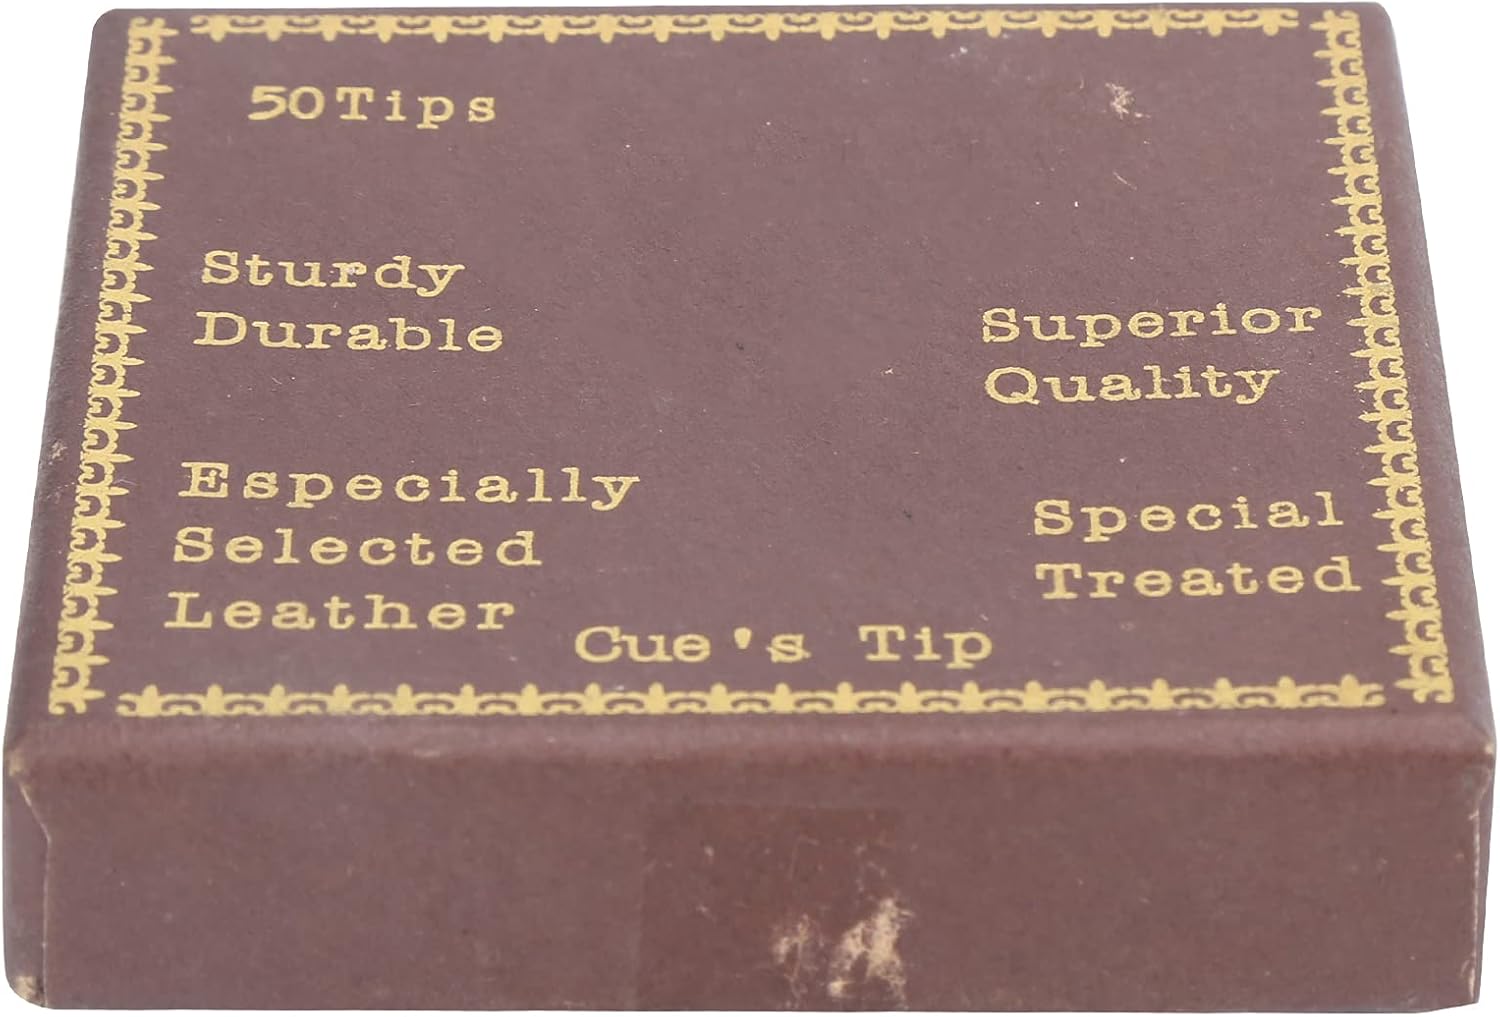 50Tips
Sturdy
Durable
Superior
Quality
Especially
Selected
Leather
Special
Treated
Cue's Tip